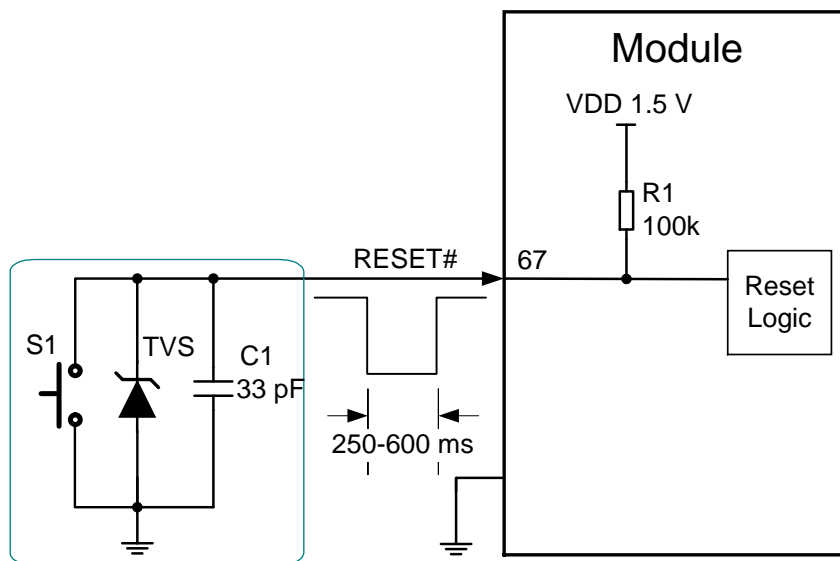 Module
VDD 1.5 V
R1
100k
RESET#
67
Reset
Logic
S1
TVS
C1
33 pF
250-600 ms